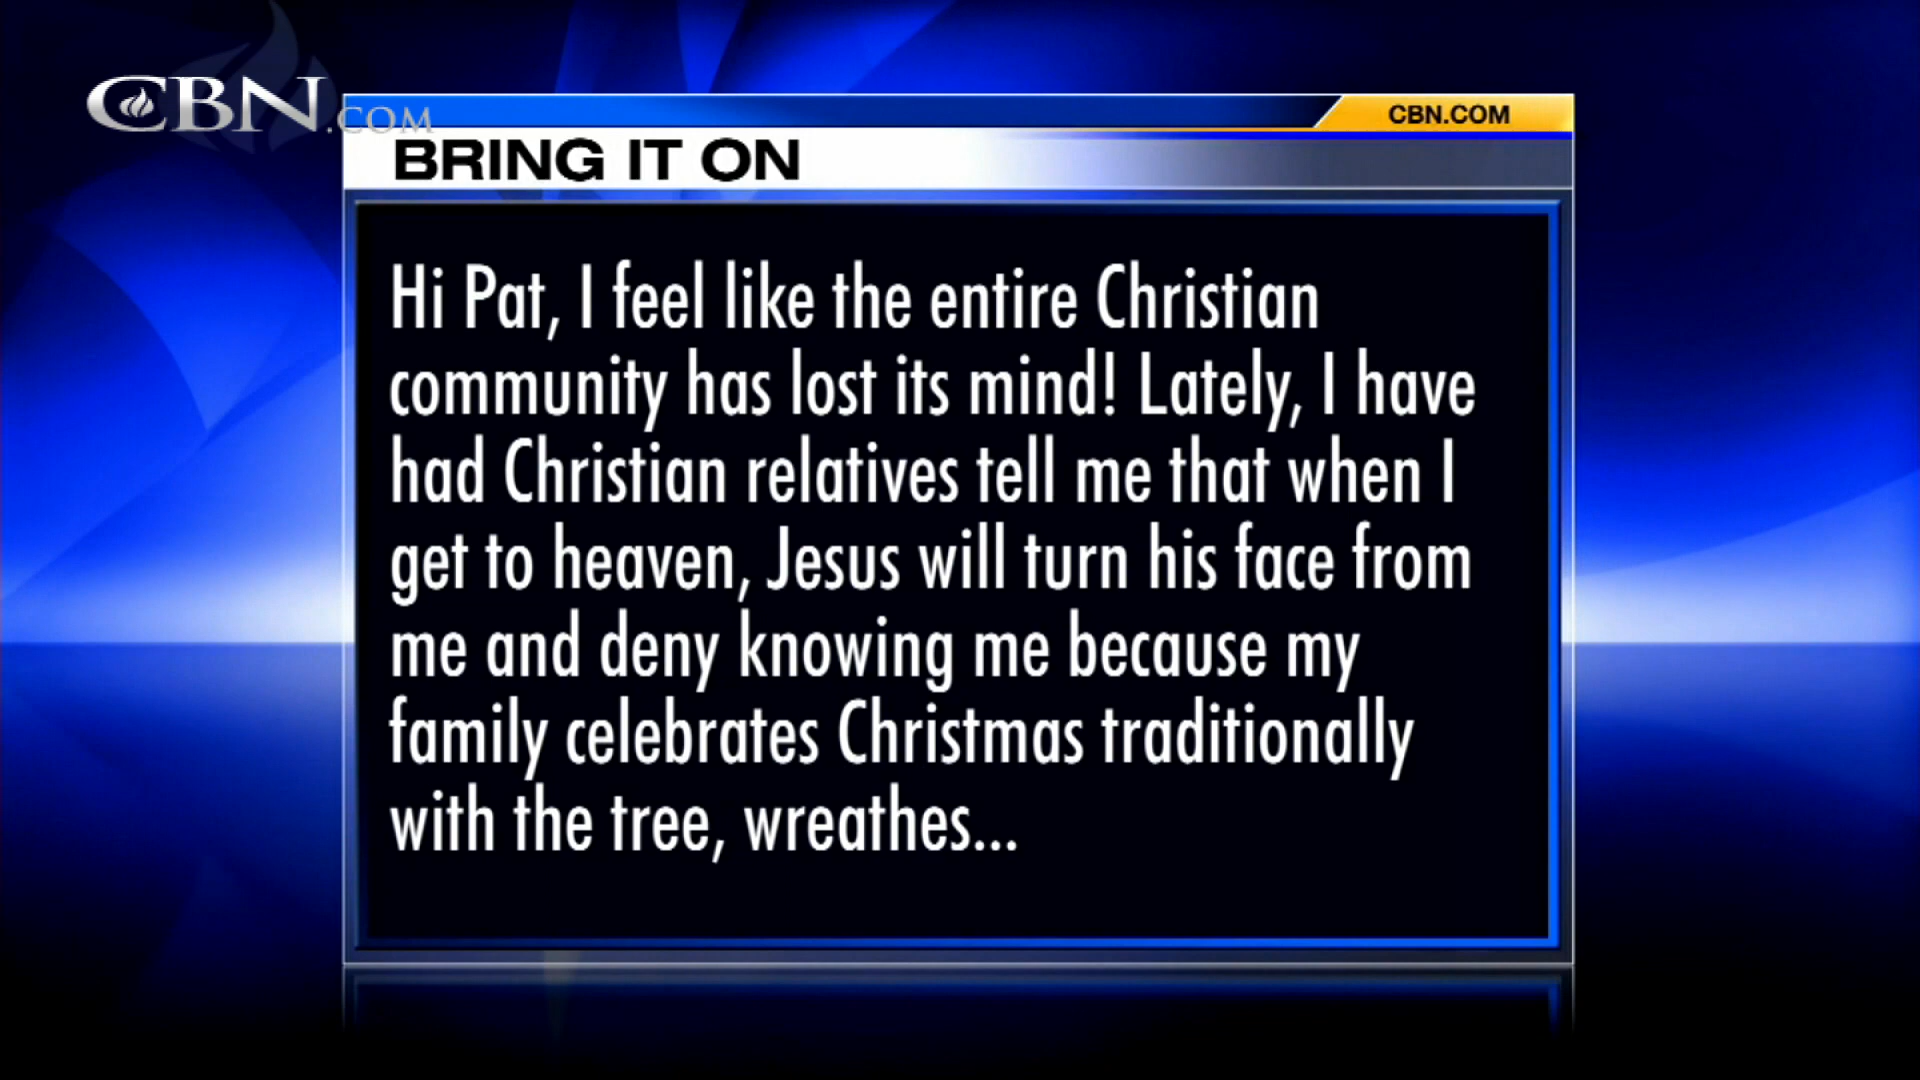 CBN.COM
CBN.COM
BRING IT ON
Hi Pat, I feel like the entire Christian
community has lost its mind! Lately, I have
had Christian relatives tell me that when I
get to heaven, Jesus will turn his face from
me and deny knowing me because my
family celebrates Christmas traditionally
with the tree, wreathes...